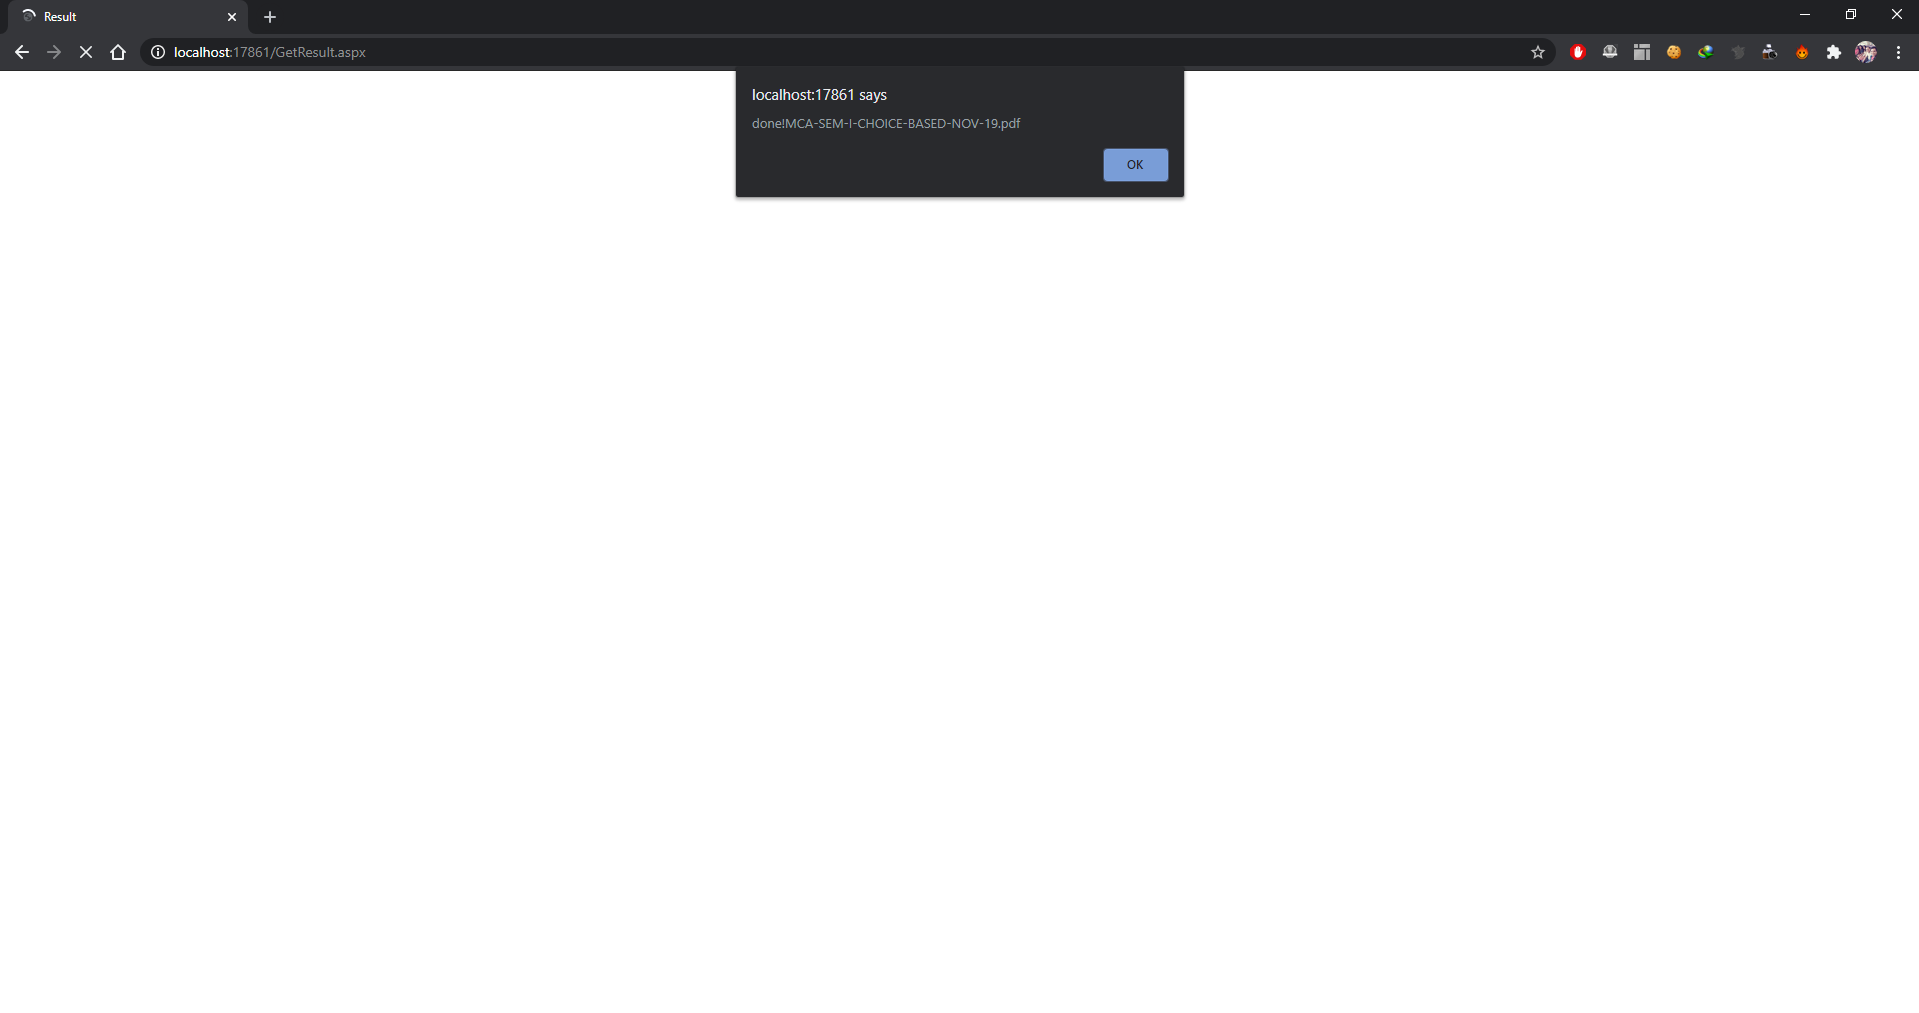 Result
localhost:17861/GetResult.aspx
localhost:17861 says
done!MCA-SEM-I-CHOICE-BASED-NOV-19.pdf
OK